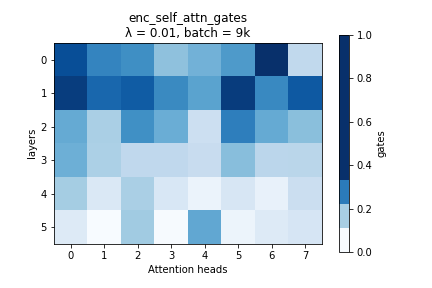 enc_self_attn_gates
λ = 0.01, batch = 9k
layers
0
1
2
3
4
5
0 1 2 3 4 5 6 7
Attention heads
1.0
0.8
0.6
0.4
0.2
0.0
gates